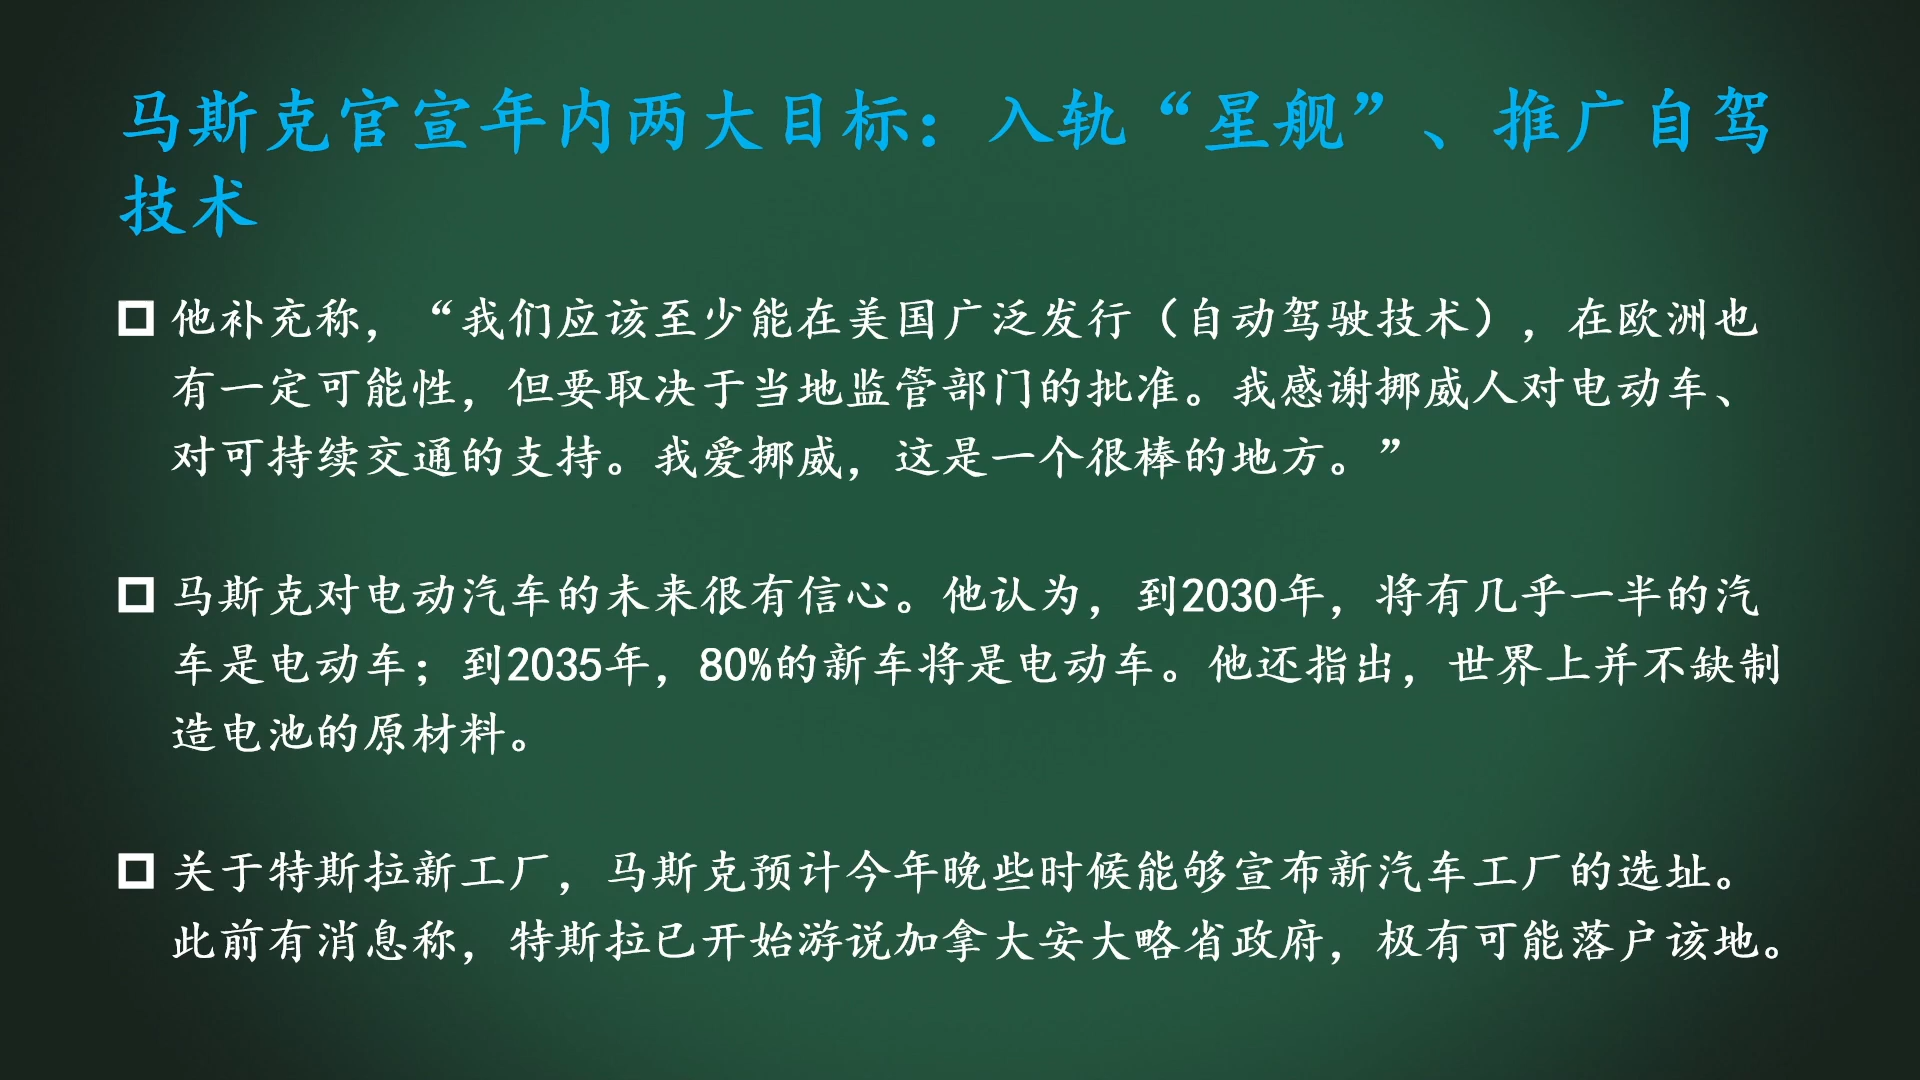 马斯克官宣年内两大目标：入轨“星舰”、推广自驾
技术
他补充称，“我们应该至少能在美国广泛发行（自动驾驶技术），在欧洲也
有一定可能性，但要取决于当地监管部门的批准。我感谢挪威人对电动车、
对可持续交通的支持。我爱挪威，这是一个很棒的地方。”
马斯克对电动汽车的未来很有信心。他认为，到2030年，将有几乎一半的汽
车是电动车；到2035年，80%的新车将是电动车。他还指出，世界上并不缺制
造电池的原材料。
关于特斯拉新工厂，马斯克预计今年晚些时候能够宣布新汽车工厂的选址。
此前有消息称，特斯拉已开始游说加拿大安大略省政府，极有可能落户该地。